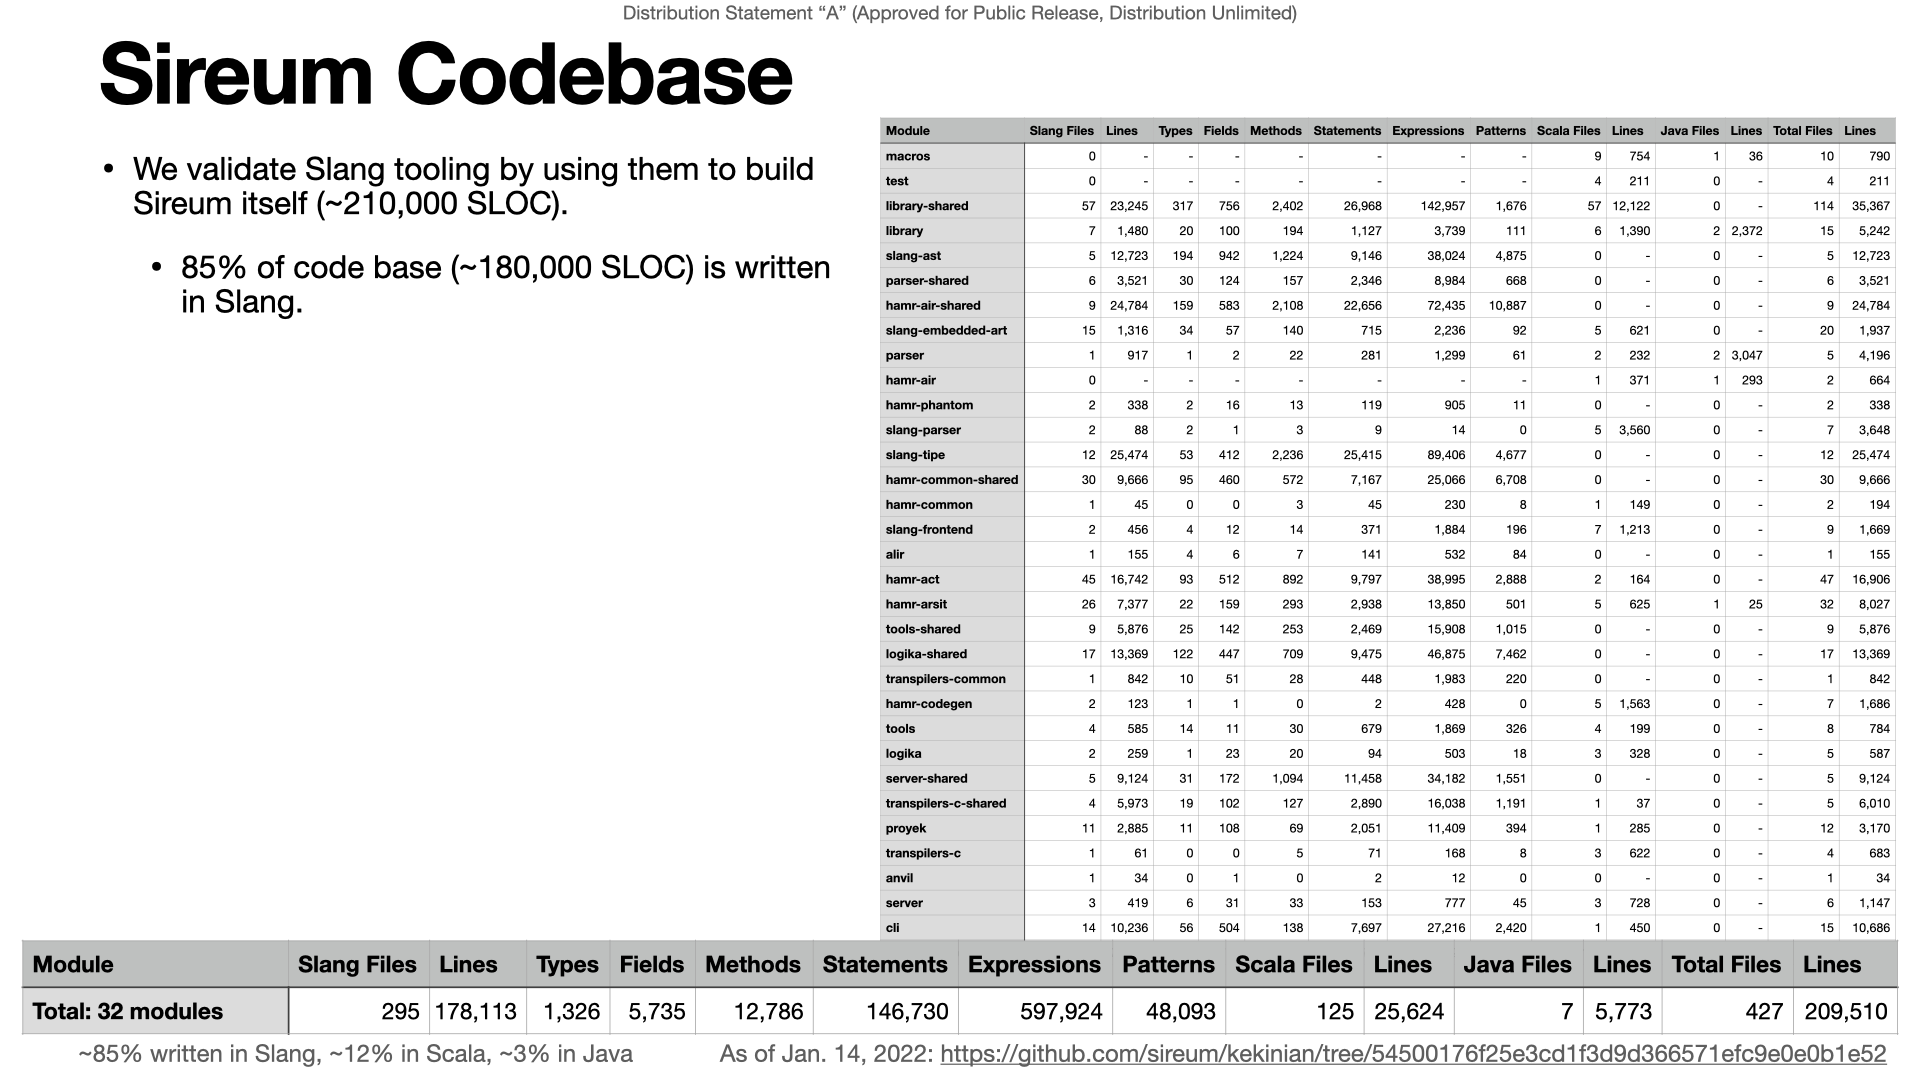 Distribution Statement “A” (Approved for Public Release, Distribution Unlimited)
Sireum Codebase
• We validate Slang tooling by using them to build
Sireum itself (~210,000 SLOC).
• 85% of code base (~180,000 SLOC) is written
in Slang.
Module Slang Files Lines Types Fields Methods Statements Expressions Patterns Scala Files Lines Java Files Lines Total Files Lines
macros 0 - - - - - - - 9 754 1 36 10 790
test 0 - - - - - - - 4 211 0 - 4 211
library-shared 57 23,245 317 756 2,402 26,968 142,957 1,676 57 12,122 0 - 114 35,367
library 7 1,480 20 100 194 1,127 3,739 111 6 1,390 2 2,372 15 5,242
slang-ast 5 12,723 194 942 1,224 9,146 38,024 4,875 0 - 0 - 5 12,723
parser-shared 6 3,521 30 124 157 2,346 8,984 668 0 - 0 - 6 3,521
hamr-air-shared 9 24,784 159 583 2,108 22,656 72,435 10,887 0 - 0 - 9 24,784
slang-embedded-art 15 1,316 34 57 140 715 2,236 92 5 621 0 - 20 1,937
parser 1 917 1 2 22 281 1,299 61 2 232 2 3,047 5 4,196
hamr-air 0 - - - - - - - 1 371 1 293 2 664
hamr-phantom 2 338 2 16 13 119 905 11 0 - 0 - 2 338
slang-parser 2 88 2 1 3 9 14 0 5 3,560 0 - 7 3,648
slang-tipe 12 25,474 53 412 2,236 25,415 89,406 4,677 0 - 0 - 12 25,474
hamr-common-shared 30 9,666 95 460 572 7,167 25,066 6,708 0 - 0 - 30 9,666
hamr-common 1 45 0 0 3 45 230 8 1 149 0 - 2 194
slang-frontend 2 456 4 12 14 371 1,884 196 7 1,213 0 - 9 1,669
alir 1 155 4 6 7 141 532 84 0 - 0 - 1 155
hamr-act 45 16,742 93 512 892 9,797 38,995 2,888 2 164 0 - 47 16,906
hamr-arsit 26 7,377 22 159 293 2,938 13,850 501 5 625 1 25 32 8,027
tools-shared 9 5,876 25 142 253 2,469 15,908 1,015 0 - 0 - 9 5,876
logika-shared 17 13,369 122 447 709 9,475 46,875 7,462 0 - 0 - 17 13,369
transpilers-common 1 842 10 51 28 448 1,983 220 0 - 0 - 1 842
hamr-codegen 2 123 1 1 0 2 428 0 5 1,563 0 - 7 1,686
tools 4 585 14 11 30 679 1,869 326 4 199 0 - 8 784
logika 2 259 1 23 20 94 503 18 3 328 0 - 5 587
server-shared 5 9,124 31 172 1,094 11,458 34,182 1,551 0 - 0 - 5 9,124
transpilers-c-shared 4 5,973 19 102 127 2,890 16,038 1,191 1 37 0 - 5 6,010
proyek 11 2,885 11 108 69 2,051 11,409 394 1 285 0 - 12 3,170
transpilers-c 1 61 0 0 5 71 168 8 3 622 0 - 4 683
anvil 1 34 0 1 0 2 12 0 0 - 0 - 1 34
server 3 419 6 31 33 153 777 45 3 728 0 - 6 1,147
cli 14 10,236 56 504 138 7,697 27,216 2,420 1 450 0 - 15 10,686
Module Slang Files Lines Types Fields Methods Statements Expressions Patterns Scala Files Lines Java Files Lines Total Files Lines
Total: 32 modules 295 178,113 1,326 5,735 12,786 146,730 597,924 48,093 125 25,624 7 5,773 427 209,510
~85% written in Slang, ~12% in Scala, ~3% in Java
As of Jan. 14, 2022: https://github.com/sireum/kekinian/tree/54500176f25e3cd1f3d9d366571efc9e0e0b1e52